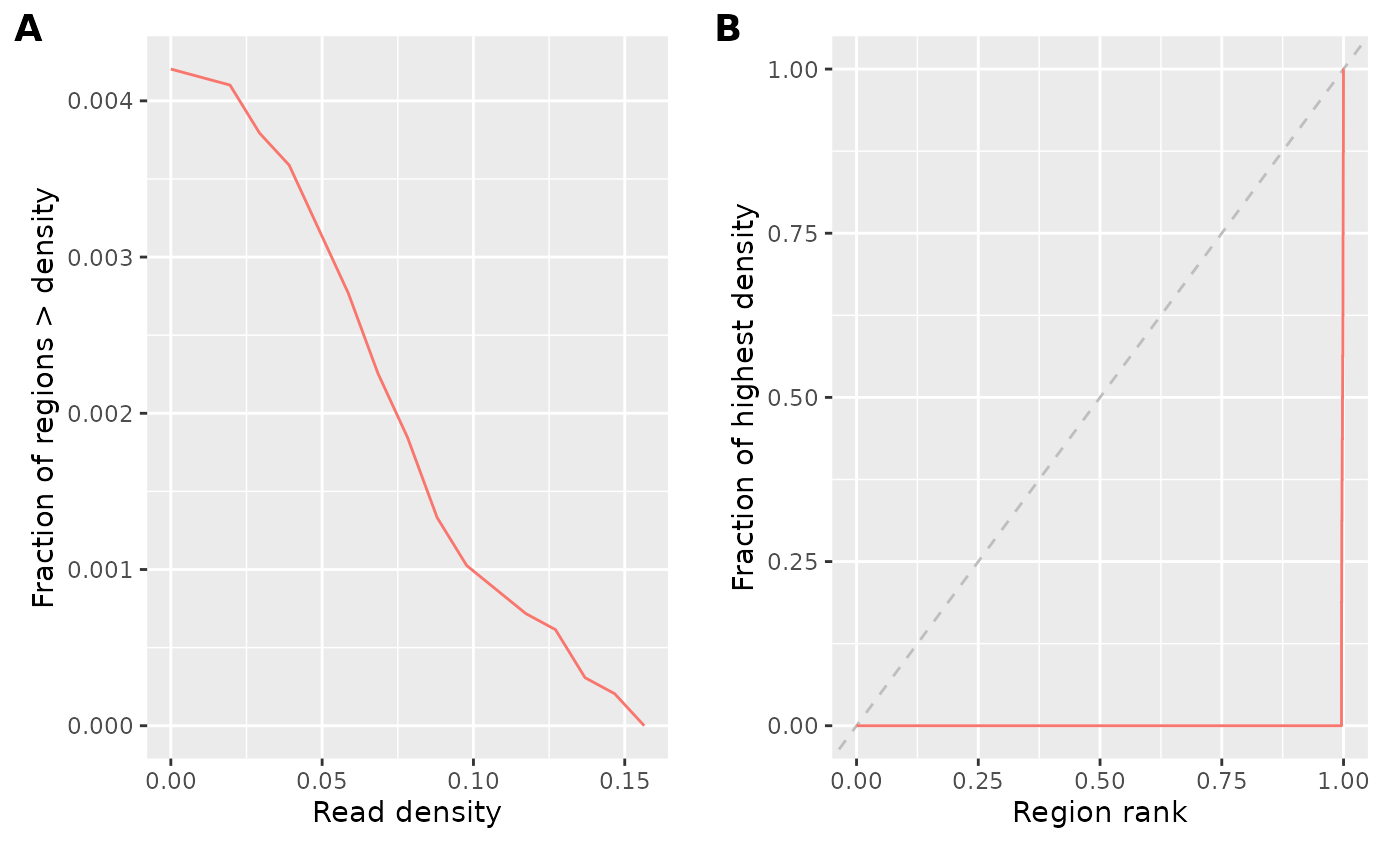 A
Fraction of regions > density
0.004
0.003
0.002
0.001
0.000
0.00 0.05 0.10 0.15
Read density
B
Fraction of highest density
1.00
0.75
0.50
0.25
0.00
0.00 0.25 0.50 0.75 1.00
Region rank